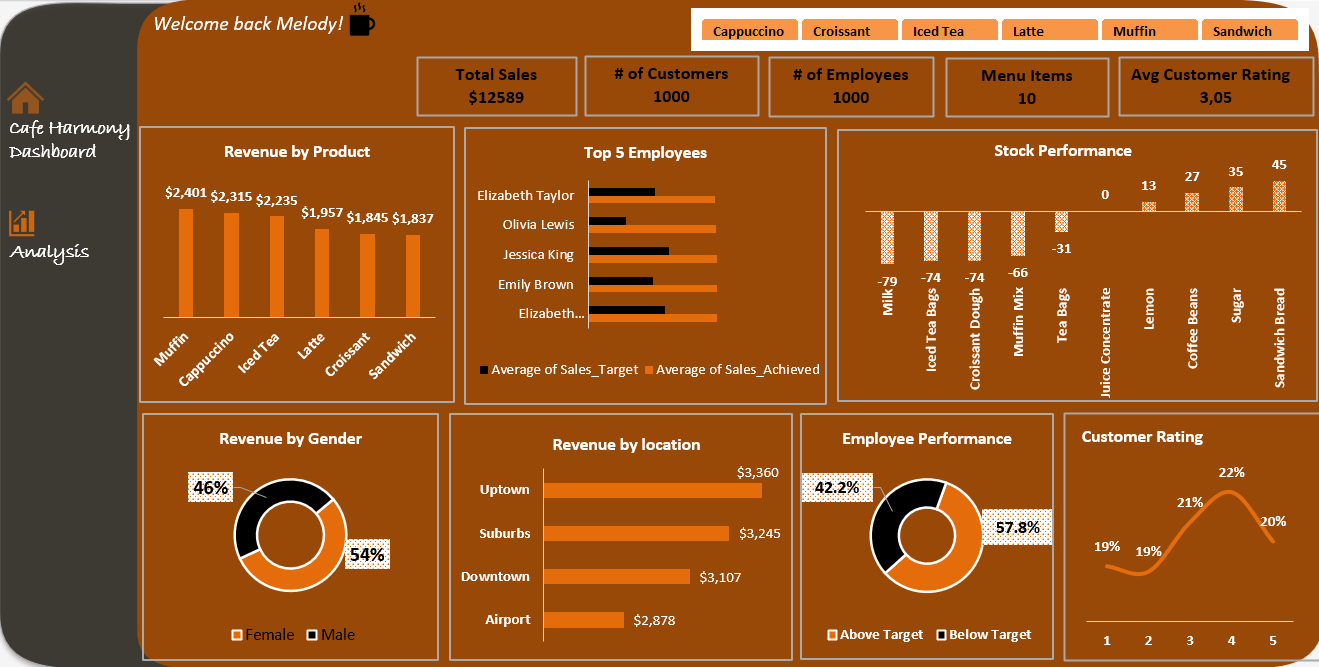 Welcome back Melody!
Cappuccino Croissant Iced Tea Latte Muffin Sandwich
Total Sales
$12589
# of Customers
1000
# of Employees
1000
Menu Items
10
Avg Customer Rating
3,05
Cafe Harmony
Dashboard
Analysis
Revenue by Product
$2,401 $2,315 $2,235 $1,957 $1,845 $1,837
Muffin Cappuccino Iced Tea Latte Croissant Sandwich
Top 5 Employees
Elizabeth Taylor
Olivia Lewis
Jessica King
Emily Brown
Elizabeth...
Average of Sales_Target Average of Sales_Achieved
Stock Performance
-79 -74 -74 -66 -31 0 13 27 35 45
Milk
Iced Tea Bags
Croissant Dough
Muffin Mix
Tea Bags
Juice Concentrate
Lemon
Coffee Beans
Sugar
Sandwich Bread
Revenue by Gender
46%
54%
Female Male
Revenue by location
Uptown $3,360
Suburbs $3,245
Downtown $3,107
Airport $2,878
Employee Performance
42.2%
57.8%
Above Target Below Target
Customer Rating
19% 19% 21% 22% 20%
1 2 3 4 5